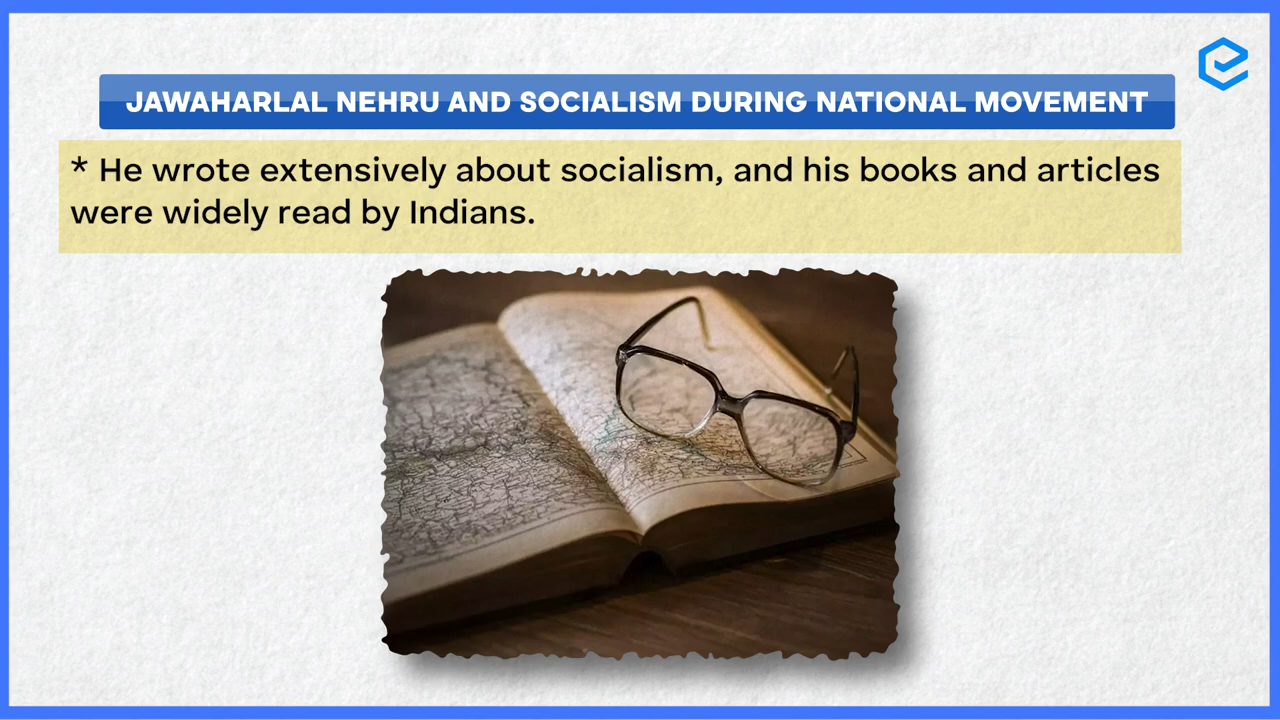 JAWAHARLAL NEHRU AND SOCIALISM DURING NATIONAL MOVEMENT
* He wrote extensively about socialism, and his books and articles
were widely read by Indians.